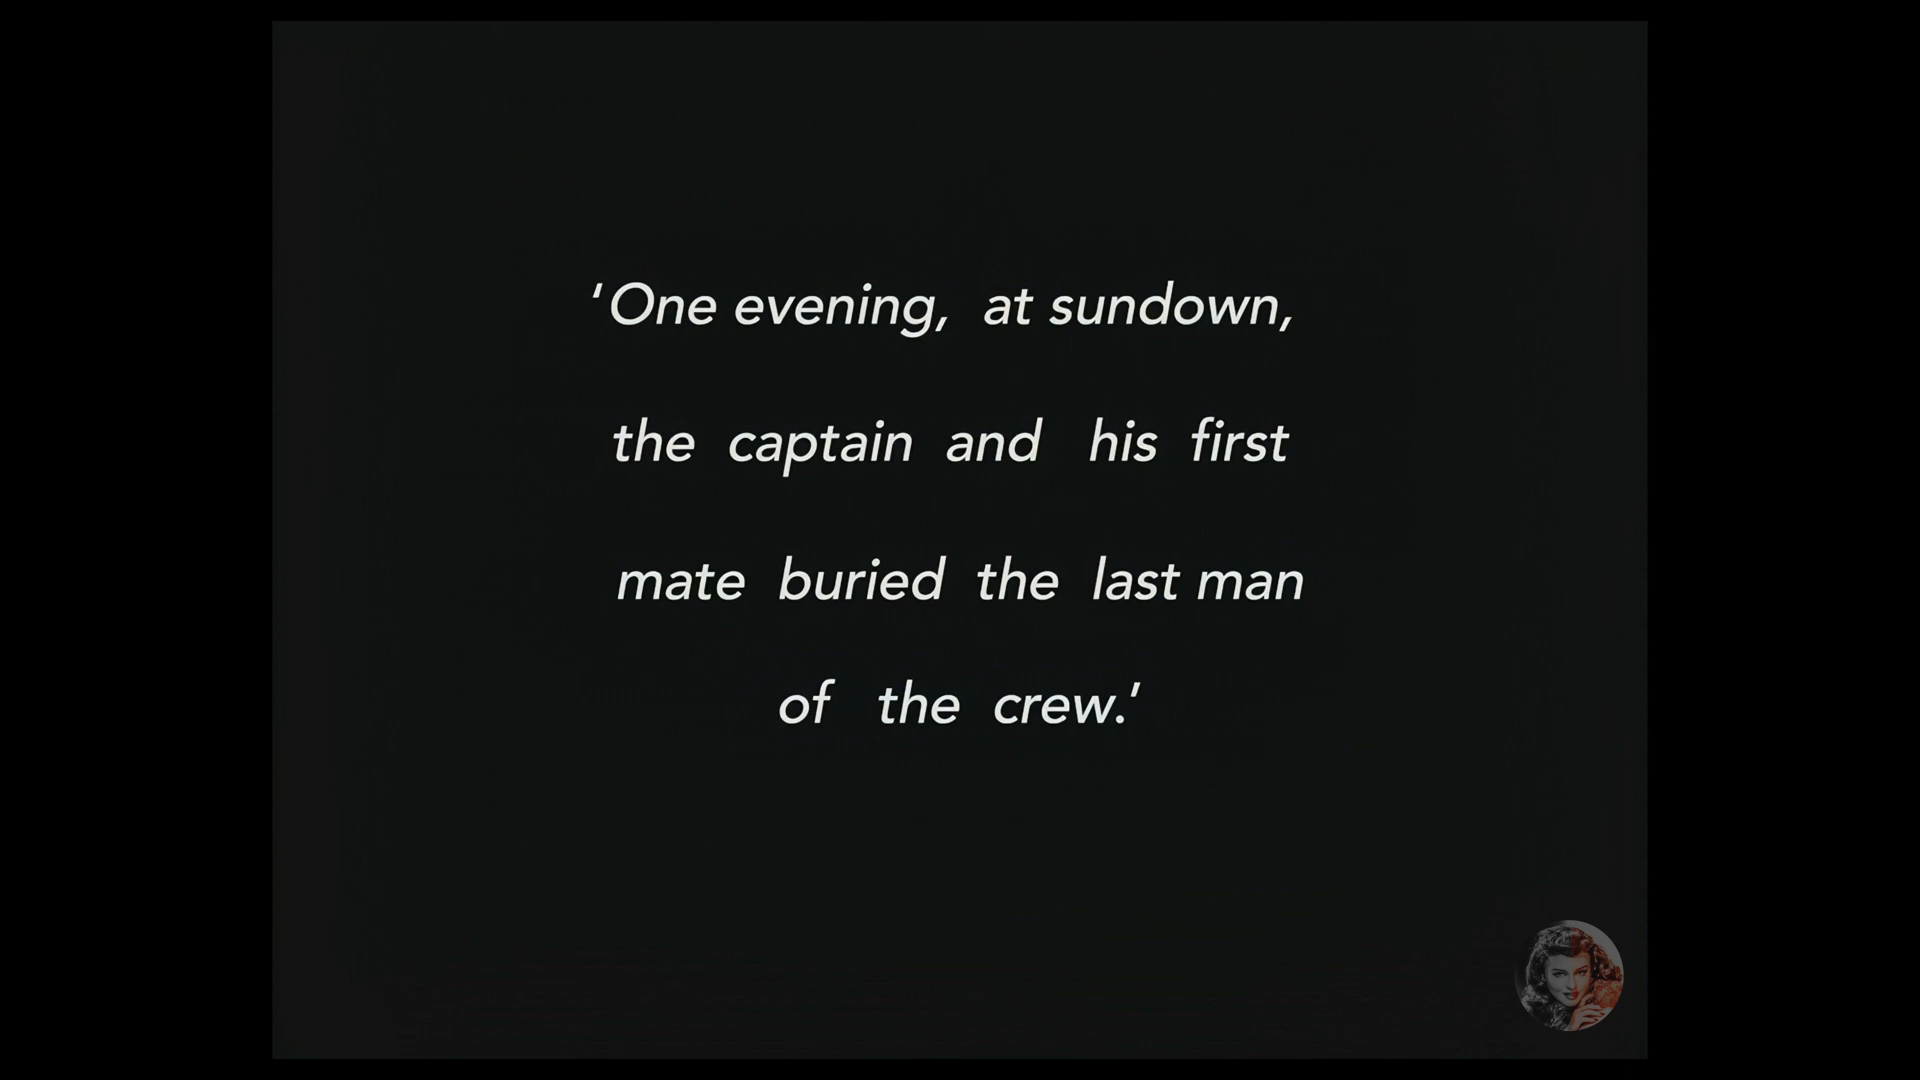 ‘One evening, at sundown,
the captain and his first
mate buried the last man
of the crew.’